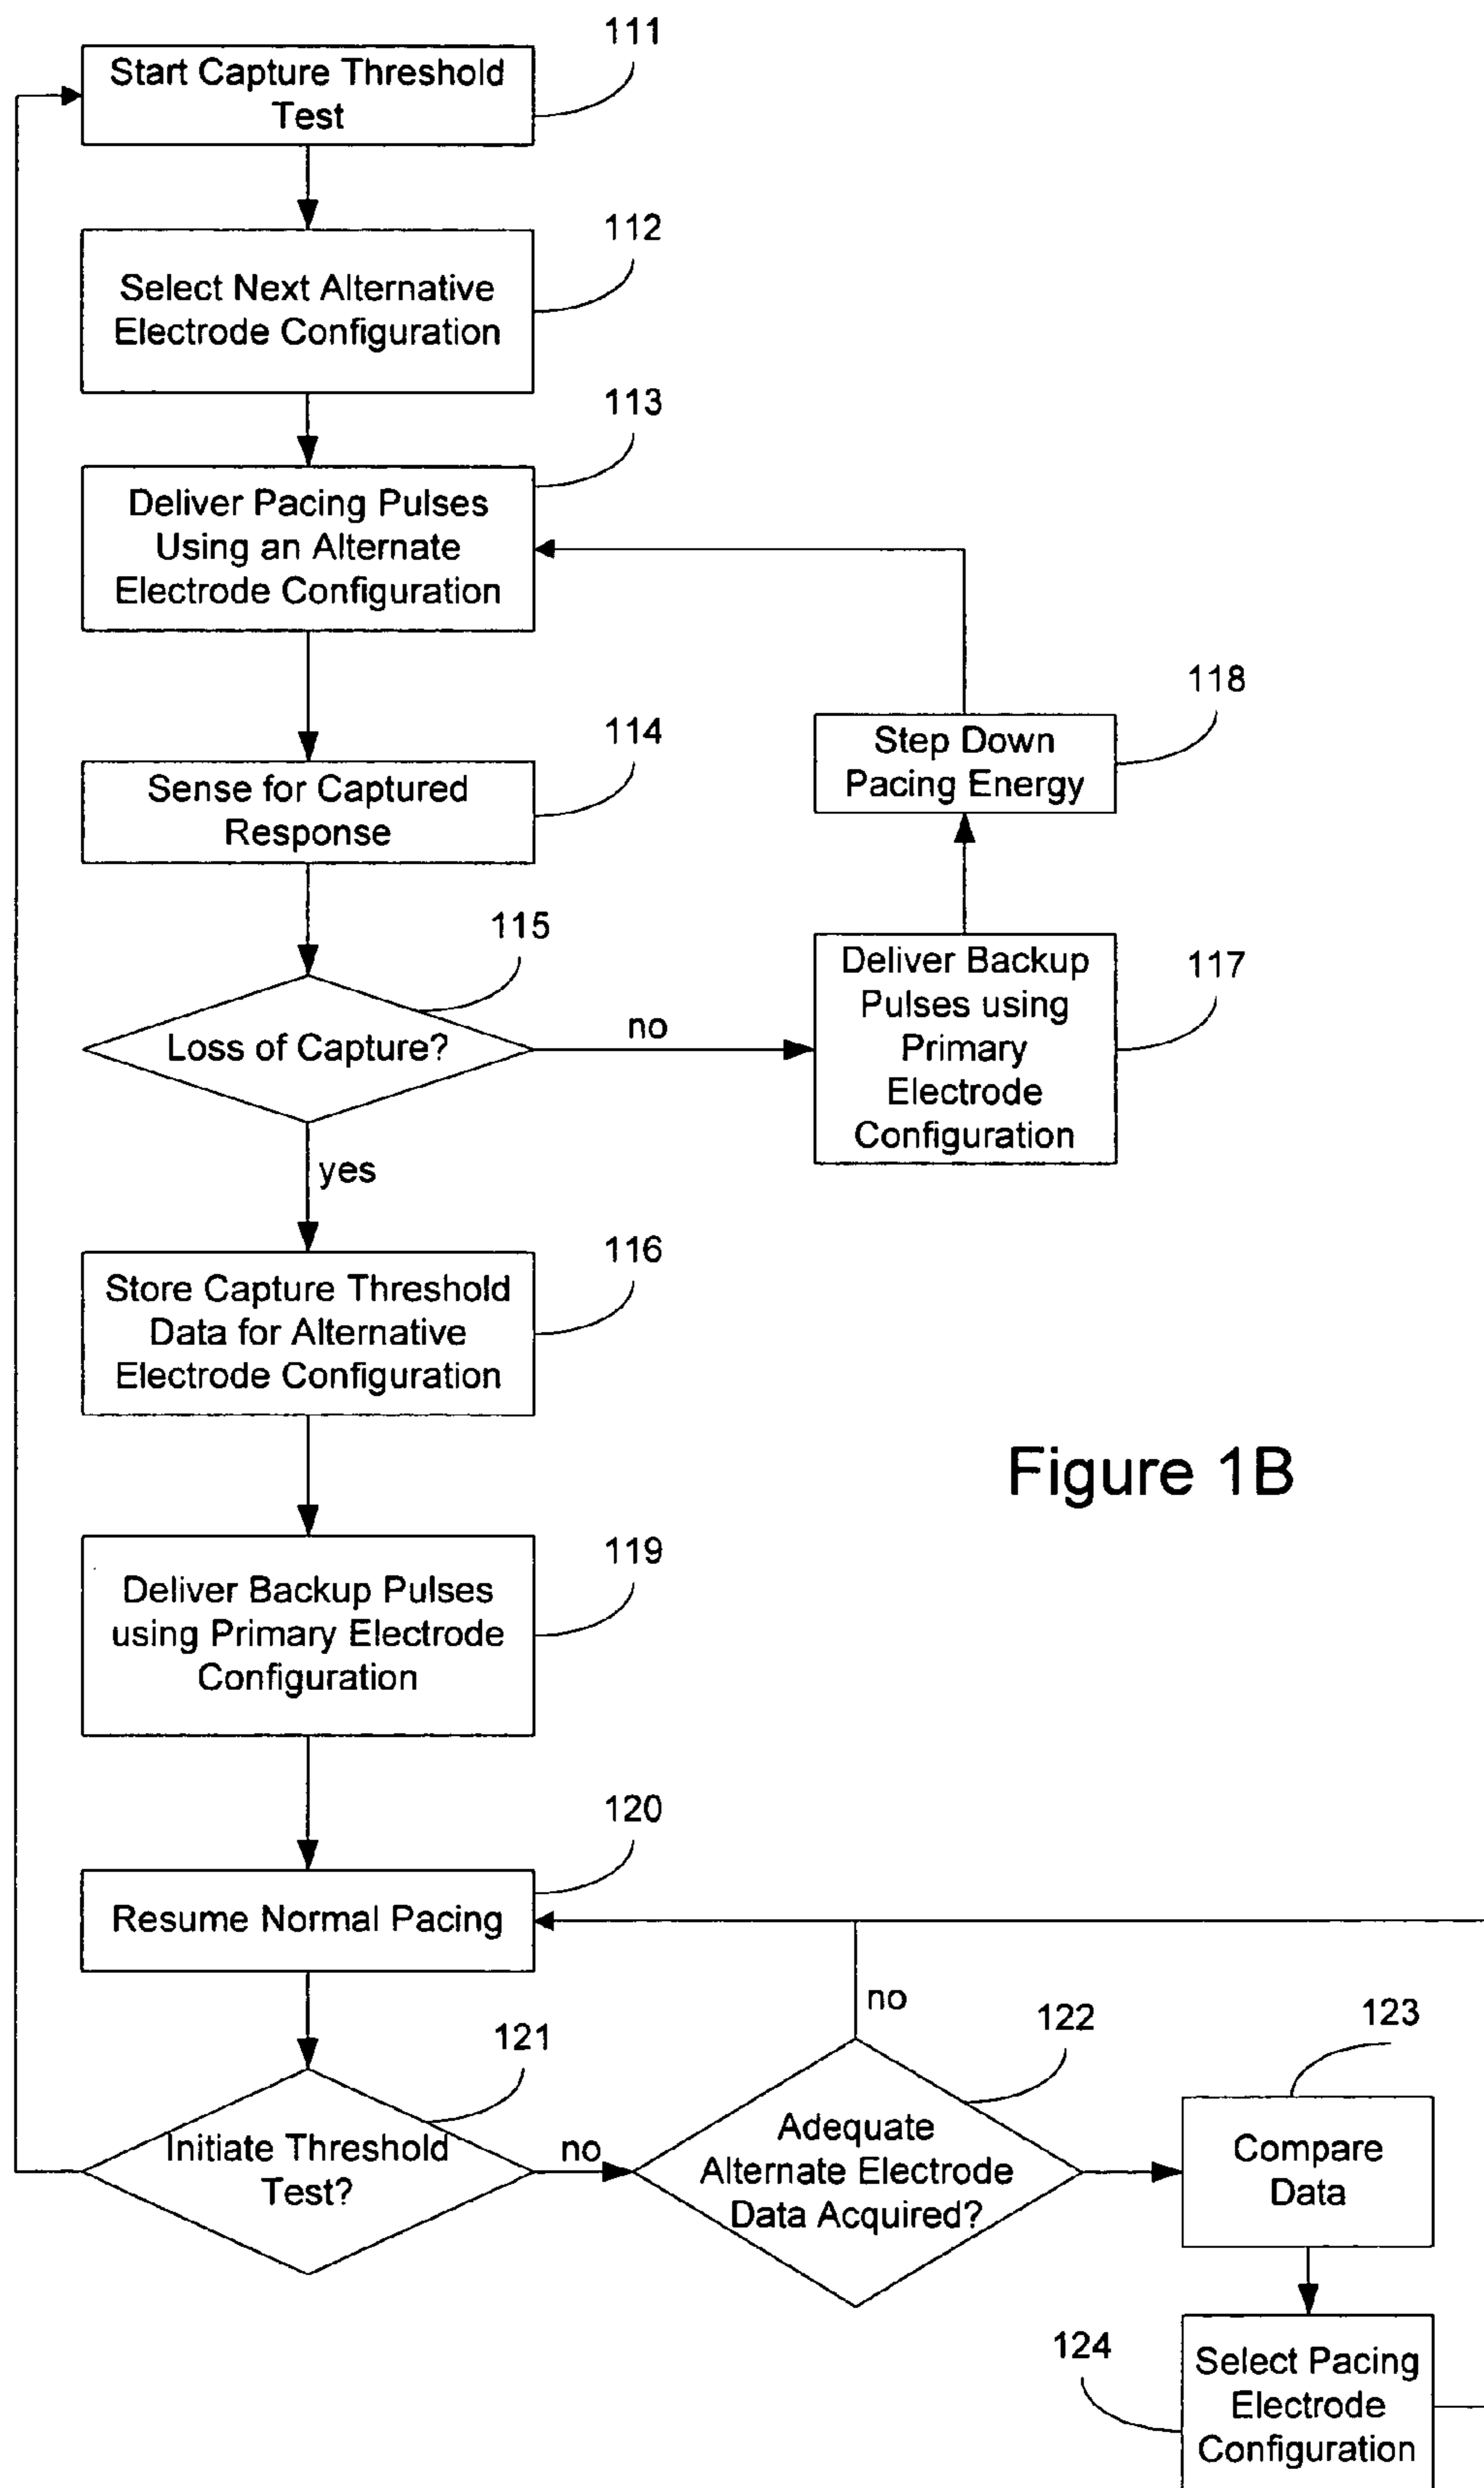 111
Start Capture Threshold
Test
112
Select Next Alternative
Electrode Configuration
113
Deliver Pacing Pulses
Using an Alternate
Electrode Configuration
118
Step Down
Pacing Energy
114
Sense for Captured
Response
115
Loss of Capture?
no
yes
117
Deliver Backup
Pulses using
Primary
Electrode
Configuration
116
Store Capture Threshold
Data for Alternative
Electrode Configuration
Figure 1B
119
Deliver Backup Pulses
using Primary Electrode
Configuration
120
Resume Normal Pacing
121
Initiate Threshold
Test?
no
122
no
Adequate
Alternate Electrode
Data Acquired?
123
Compare
Data
124
Select Pacing
Electrode
Configuration